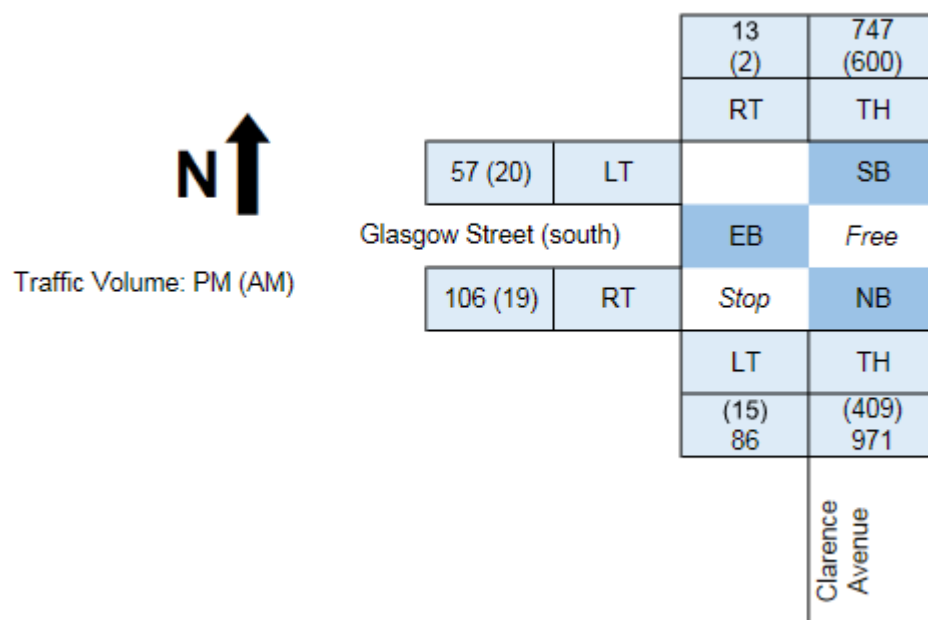 13 747
(2) (600)
RT TH
N
57 (20) LT SB
Glasgow Street (south) EB Free
Traffic Volume: PM (AM)
106 (19) RT Stop NB
LT TH
(15) (409)
86 971
Clarence
Avenue